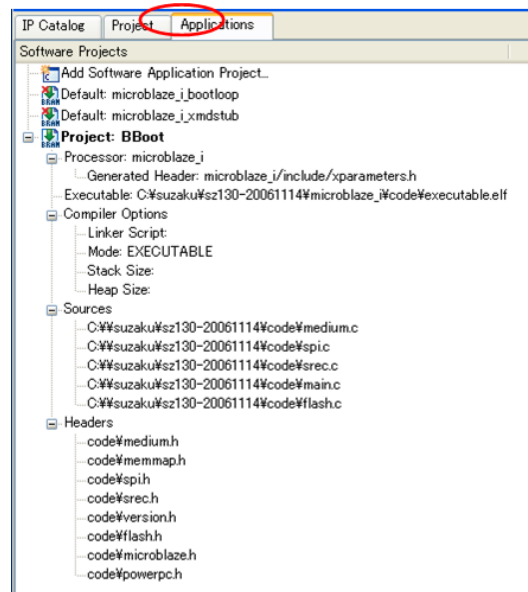 IP Catalog Project Applications
Software Projects
Add Software Application Project...
Default: microblaze_i_bootloop
Default: microblaze_i_xmdstub
Project: BBoot
Processor: microblaze_i
Generated Header: microblaze_i/include/xparameters.h
Executable: C:¥suzaku¥sz130-20061114¥microblaze_i¥code¥executable.elf
Compiler Options
Linker Script:
Mode: EXECUTABLE
Stack Size:
Heap Size:
Sources
C:¥¥suzaku¥sz130-20061114¥code¥medium.c
C:¥¥suzaku¥sz130-20061114¥code¥spi.c
C:¥¥suzaku¥sz130-20061114¥code¥srec.c
C:¥¥suzaku¥sz130-20061114¥code¥main.c
C:¥¥suzaku¥sz130-20061114¥code¥flash.c
Headers
code¥medium.h
code¥memmap.h
code¥spi.h
code¥srec.h
code¥version.h
code¥flash.h
code¥microblaze.h
code¥powerpc.h